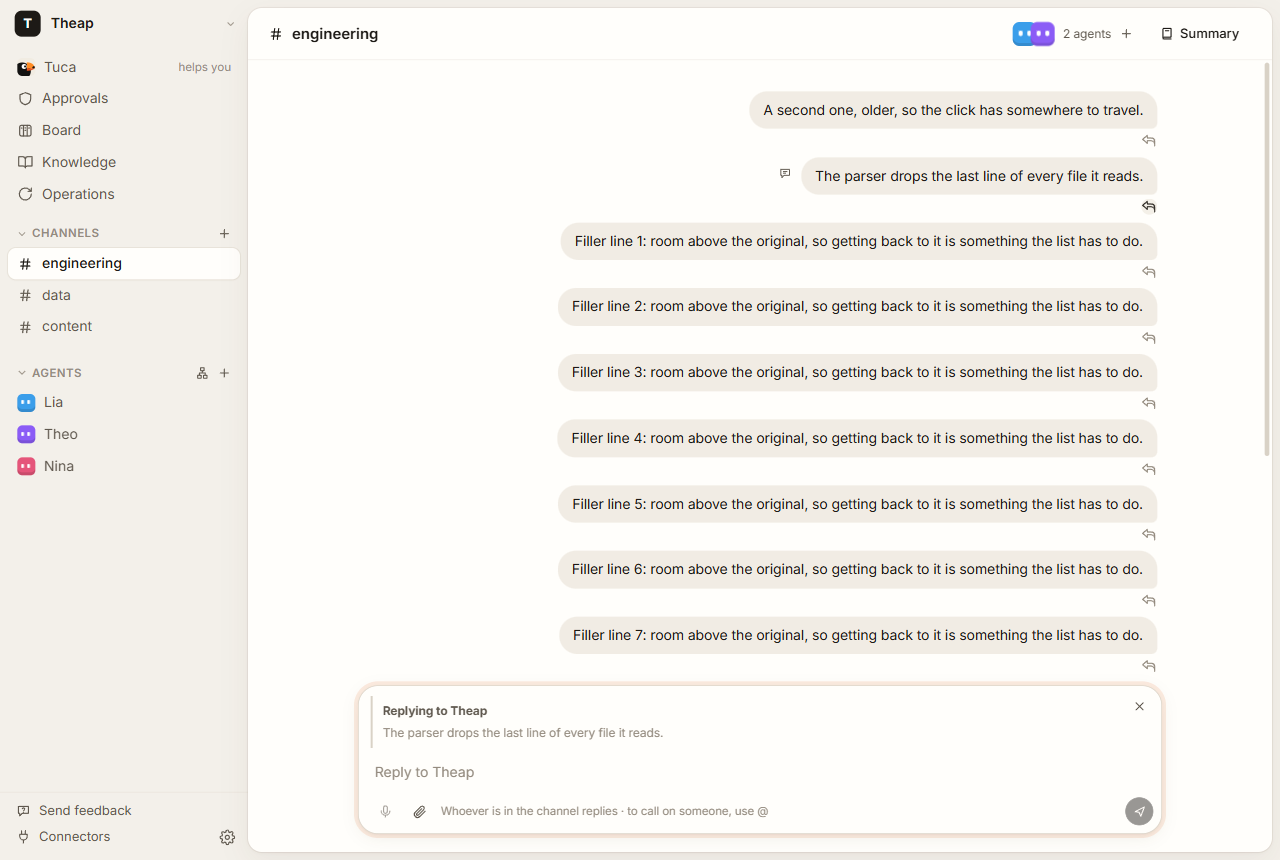 T Theap
Tuca helps you
Approvals
Board
Knowledge
Operations
CHANNELS
# engineering
# data
# content
AGENTS
Lia
Theo
Nina
Send feedback
Connectors
# engineering
2 agents
Summary
A second one, older, so the click has somewhere to travel.
The parser drops the last line of every file it reads.
Filler line 1: room above the original, so getting back to it is something the list has to do.
Filler line 2: room above the original, so getting back to it is something the list has to do.
Filler line 3: room above the original, so getting back to it is something the list has to do.
Filler line 4: room above the original, so getting back to it is something the list has to do.
Filler line 5: room above the original, so getting back to it is something the list has to do.
Filler line 6: room above the original, so getting back to it is something the list has to do.
Filler line 7: room above the original, so getting back to it is something the list has to do.
Replying to Theap
The parser drops the last line of every file it reads.
Reply to Theap
Whoever is in the channel replies · to call on someone, use @